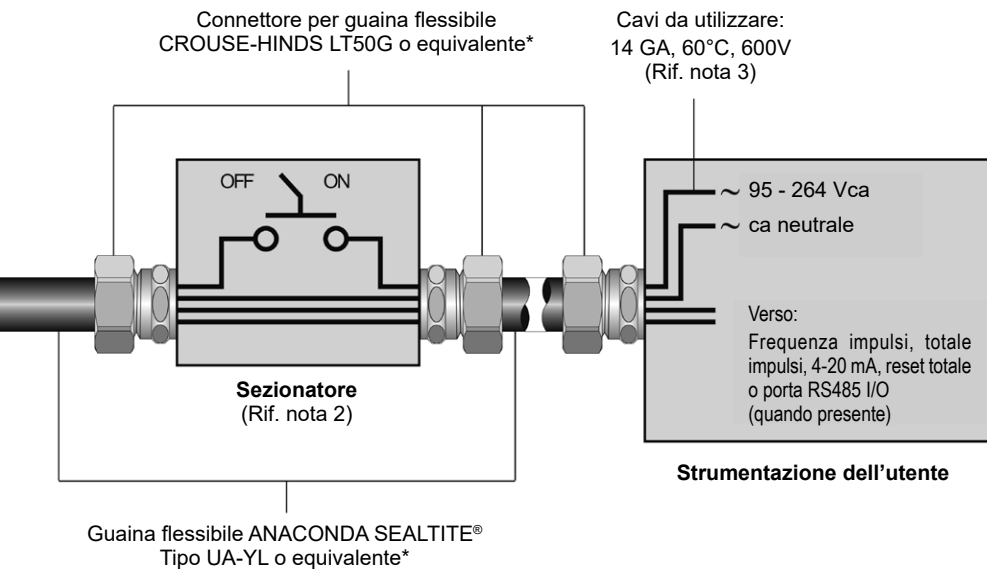 Connettore per guaina flessibile
CROUSE-HINDS LT50G o equivalente*
Cavi da utilizzare:
14 GA, 60°C, 600V
(Rif. nota 3)
OFF ON
~ 95 - 264 Vca
~ ca neutrale
Verso:
Frequenza impulsi, totale
impulsi, 4-20 mA, reset totale
o porta RS485 I/O
(quando presente)
Sezionatore
(Rif. nota 2)
Strumentazione dell’utente
Guaina flessibile ANACONDA SEALTITE®
Tipo UA-YL o equivalente*